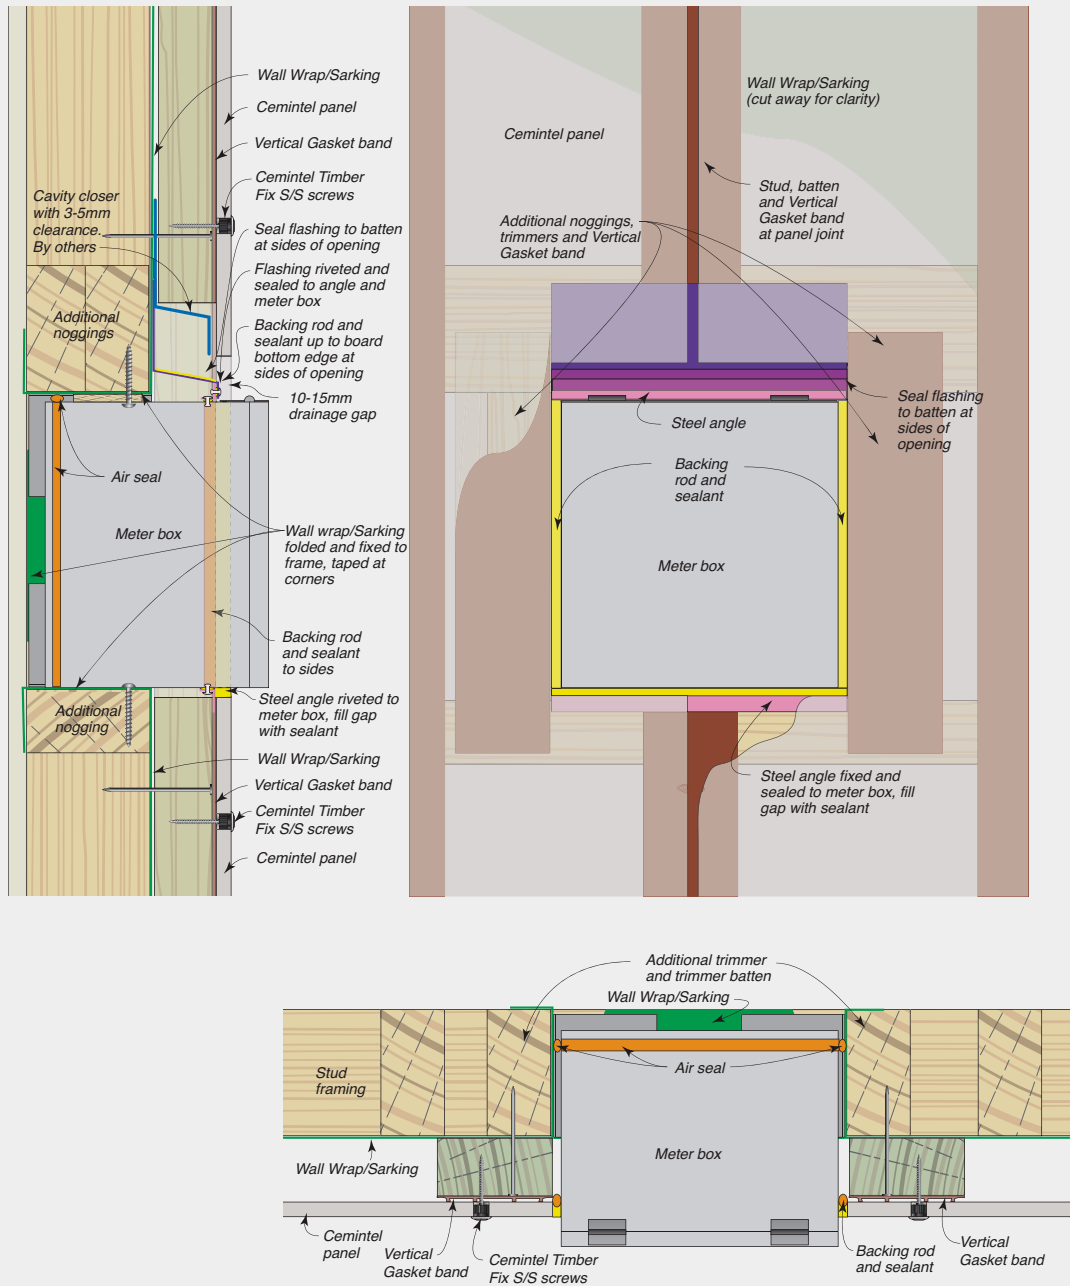 Wall Wrap/Sarking
Cemintel panel
Vertical Gasket band
Cemintel Timber
Fix S/S screws
Cavity closer
with 3-5mm
clearance.
By others
Seal flashing to batten
at sides of opening
Flashing riveted and
sealed to angle and
meter box
Additional
noggings
Backing rod and
sealant up to board
bottom edge at
sides of opening
10-15mm
drainage gap
Air seal
Meter box
Wall wrap/Sarking
folded and fixed to
frame, taped at
corners
Backing rod
and sealant
to sides
Additional
nogging
Steel angle riveted to
meter box, fill gap
with sealant
Wall Wrap/Sarking
Vertical Gasket band
Cemintel Timber
Fix S/S screws
Cemintel panel
Wall Wrap/Sarking
(cut away for clarity)
Cemintel panel
Stud, batten
and Vertical
Gasket band
at panel joint
Additional noggings,
trimmers and Vertical
Gasket band
Seal flashing
to batten at
sides of
opening
Steel angle
Backing
rod and
sealant
Meter box
Steel angle fixed and
sealed to meter box, fill
gap with sealant
Additional trimmer
and trimmer batten
Wall Wrap/Sarking
Air seal
Stud
framing
Meter box
Wall Wrap/Sarking
Cemintel
panel
Vertical
Gasket band
Cemintel Timber
Fix S/S screws
Backing rod
and sealant
Vertical
Gasket band